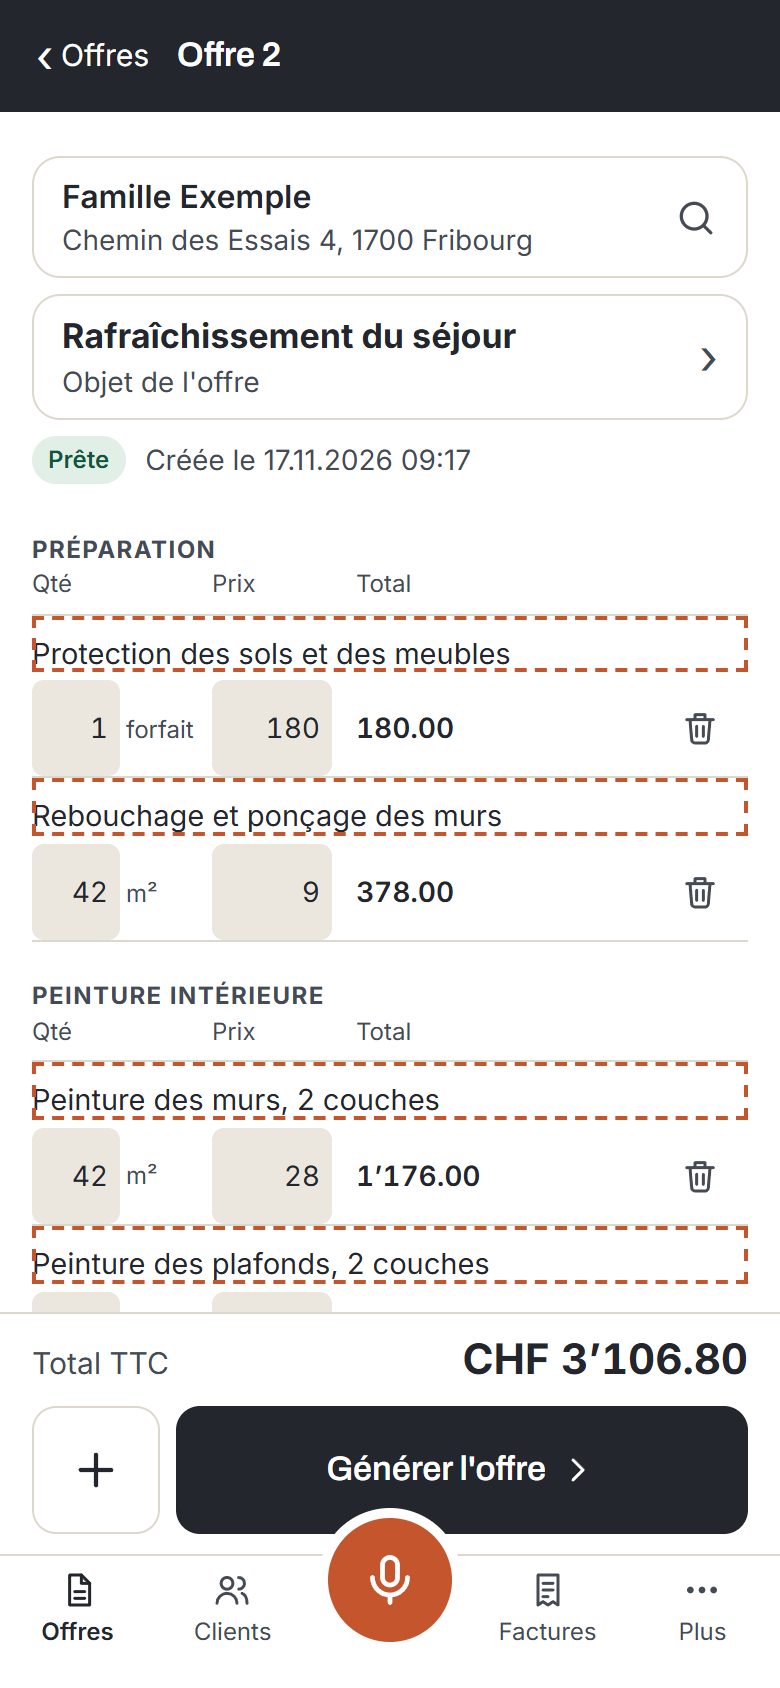 Offres Offre 2
Famille Exemple
Chemin des Essais 4, 1700 Fribourg
Rafraîchissement du séjour
Objet de l'offre
Prête Créée le 17.11.2026 09:17
PRÉPARATION
Qté Prix Total
Protection des sols et des meubles
1 forfait 180 180.00
Rebouchage et ponçage des murs
42 m² 9 378.00
PEINTURE INTÉRIEURE
Qté Prix Total
Peinture des murs, 2 couches
42 m² 28 1’176.00
Peinture des plafonds, 2 couches
Total TTC CHF 3’106.80
Générer l'offre
Offres Clients Factures Plus